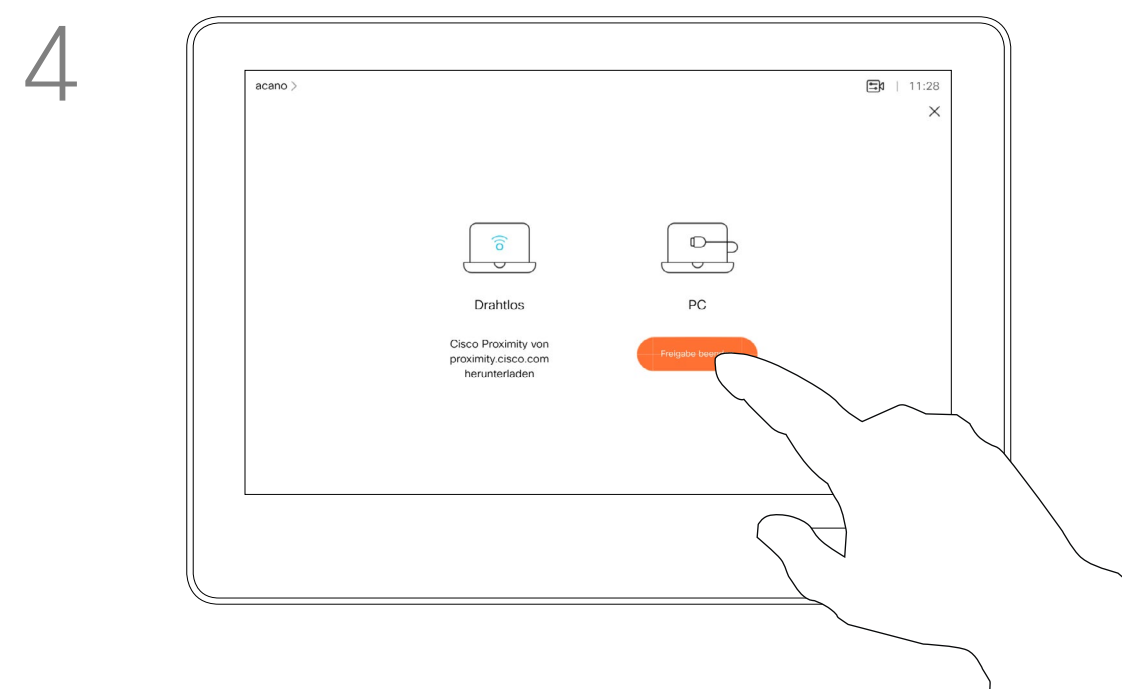 4
acano >
| 11:28
Drahtlos
PC
Cisco Proximity von
proximity.cisco.com
herunterladen
Freigabe